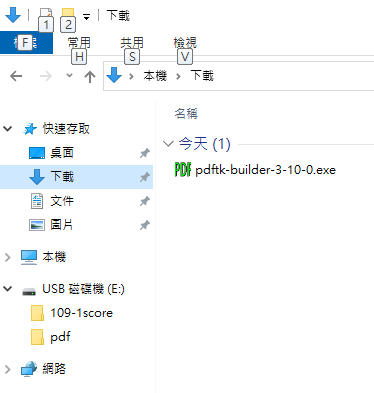 1 2 下載
F 常用 共用 檢視
H S V
本機 下載
名稱
快速存取
今天 (1)
桌面
pdftk-builder-3-10-0.exe
下載
文件
圖片
本機
USB 磁碟機 (E:)
109-1score
pdf
網路